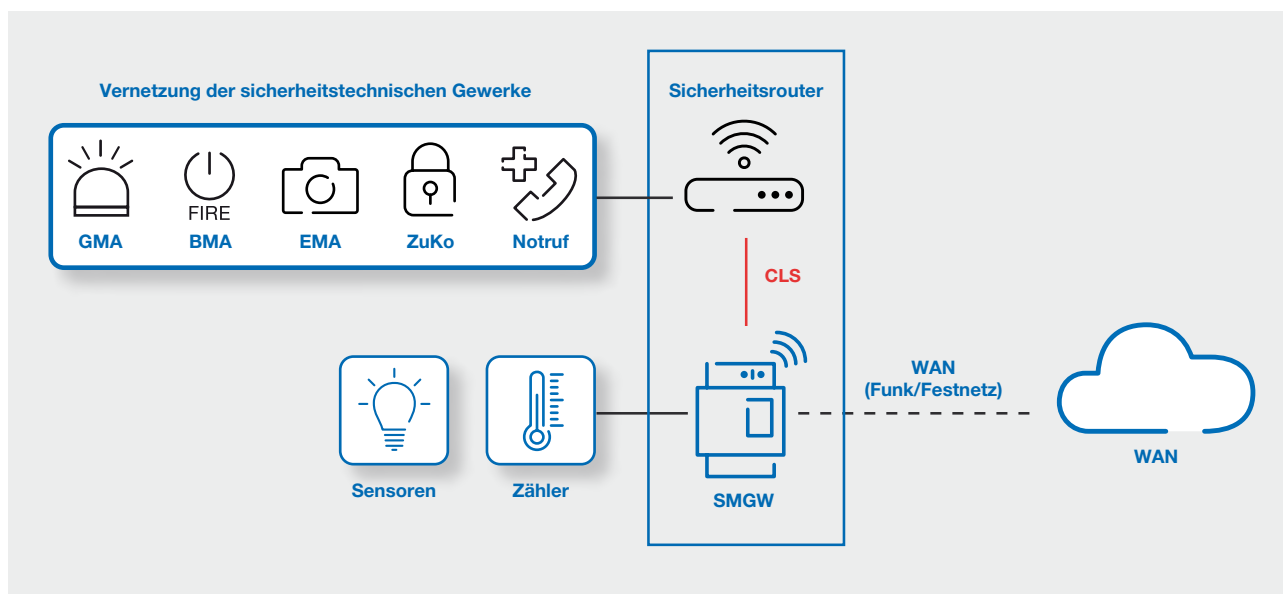 Vernetzung der sicherheitstechnischen Gewerke
Sicherheitsrouter
FIRE
GMA
BMA
EMA
ZuKo
Notruf
CLS
WAN
(Funk/Festnetz)
WAN
Sensoren
Zähler
SMGW